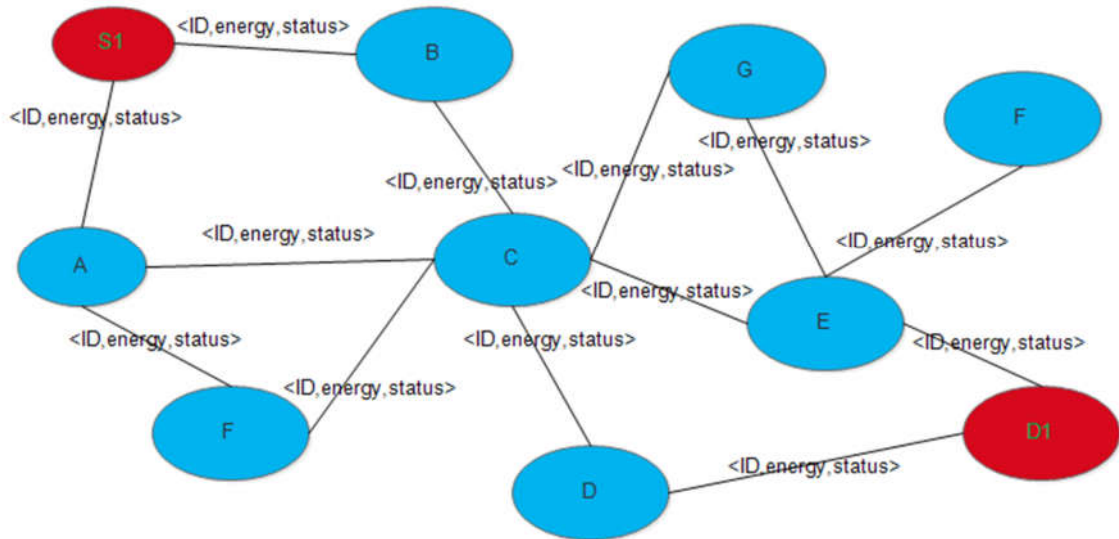 S1
<ID,energy,status>
B
G
F
<ID,energy,status>
<ID,energy,status>
<ID,energy,status>
<ID,energy,status>
A
<ID,energy,status>
C
<ID,energy,status>
<ID,energy,status>
E
<ID,energy,status>
<ID,energy,status>
<ID,energy,status>
<ID,energy,status>
F
D1
<ID,energy,status>
D